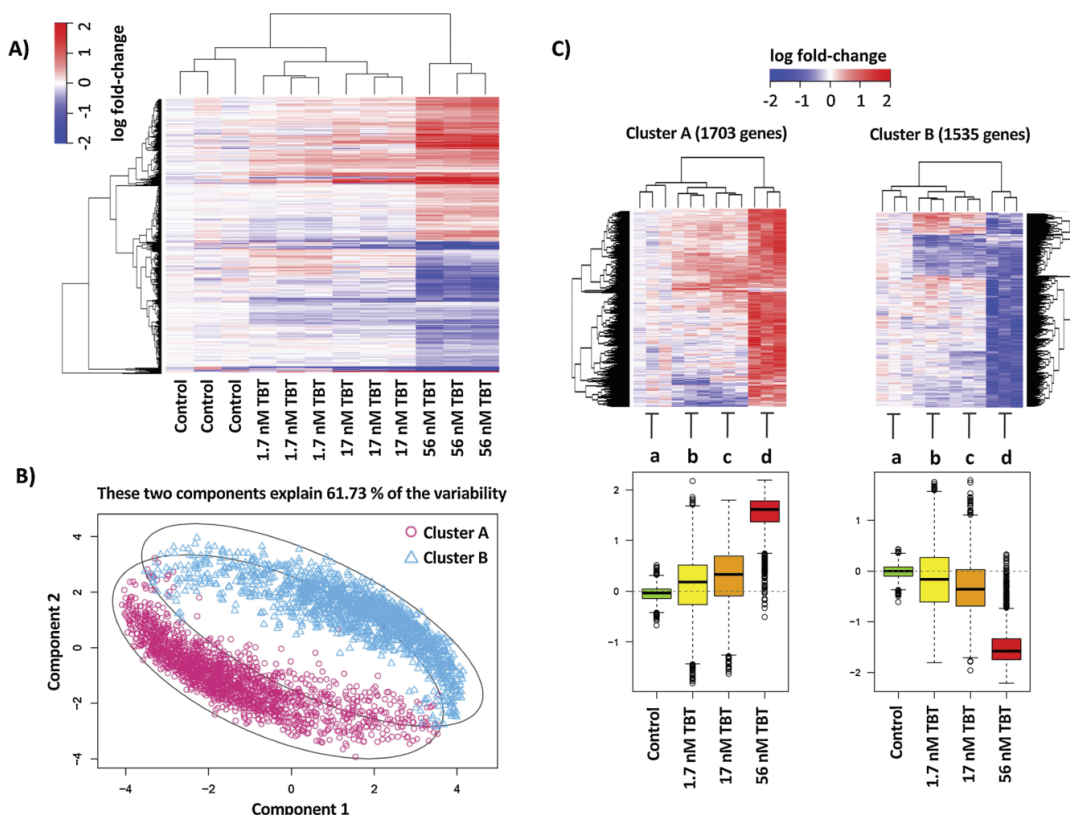 A)
2
1
0
-1
-2
log fold-change
Control
Control
Control
1.7 nM TBT
1.7 nM TBT
1.7 nM TBT
17 nM TBT
17 nM TBT
17 nM TBT
56 nM TBT
56 nM TBT
56 nM TBT
B)
These two components explain 61.73 % of the variability
Cluster A
Cluster B
Component 2
4
2
0
-2
-4
-4 -2 0 2 4
Component 1
C)
log fold-change
-2 -1 0 1 2
Cluster A (1703 genes)
Cluster B (1535 genes)
a b c d
a b c d
2
1
0
-1
Control
1.7 nM TBT
17 nM TBT
56 nM TBT
1
0
-1
-2
Control
1.7 nM TBT
17 nM TBT
56 nM TBT